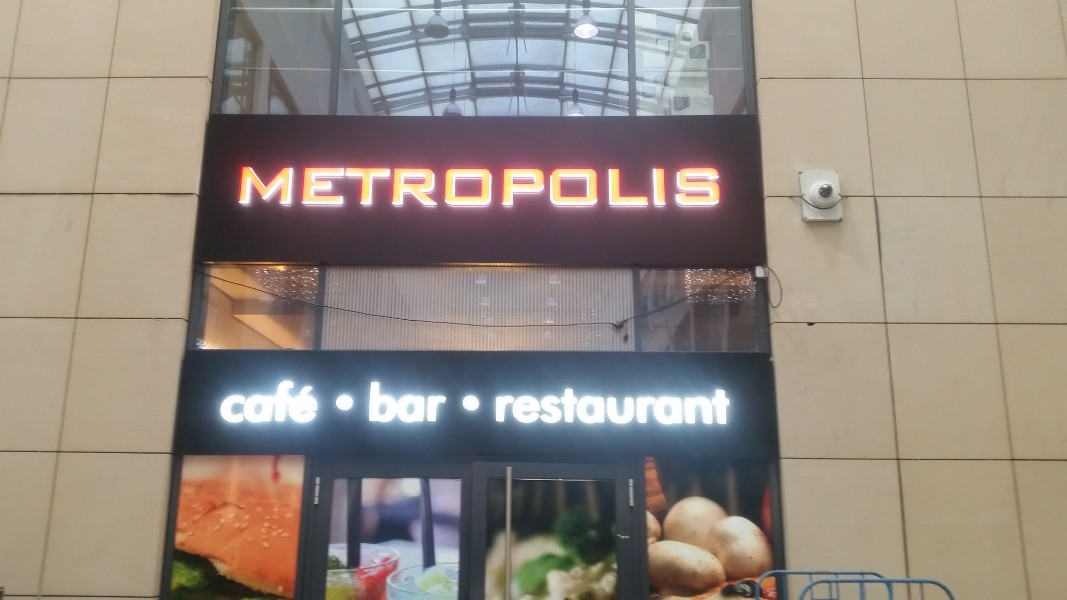 METROPOLIS
café • bar • restaurant